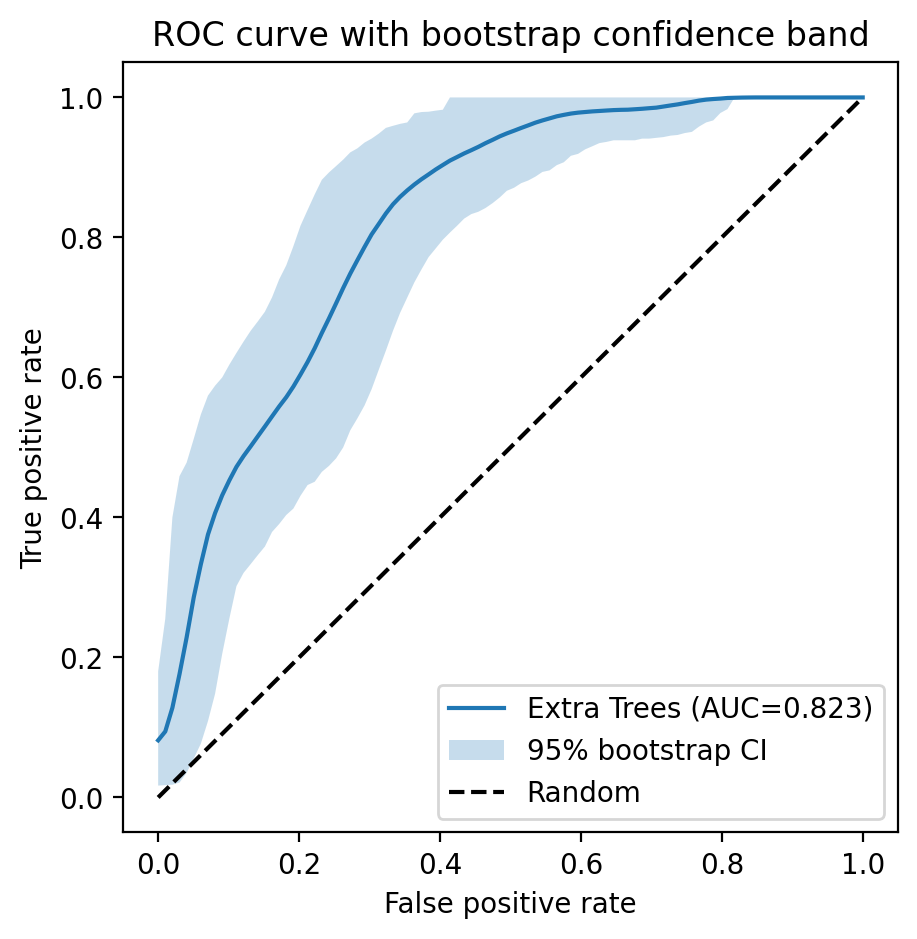 ROC curve with bootstrap confidence band
True positive rate
1.0
0.8
0.6
0.4
0.2
0.0
Extra Trees (AUC=0.823)
95% bootstrap CI
Random
0.0 0.2 0.4 0.6 0.8 1.0
False positive rate